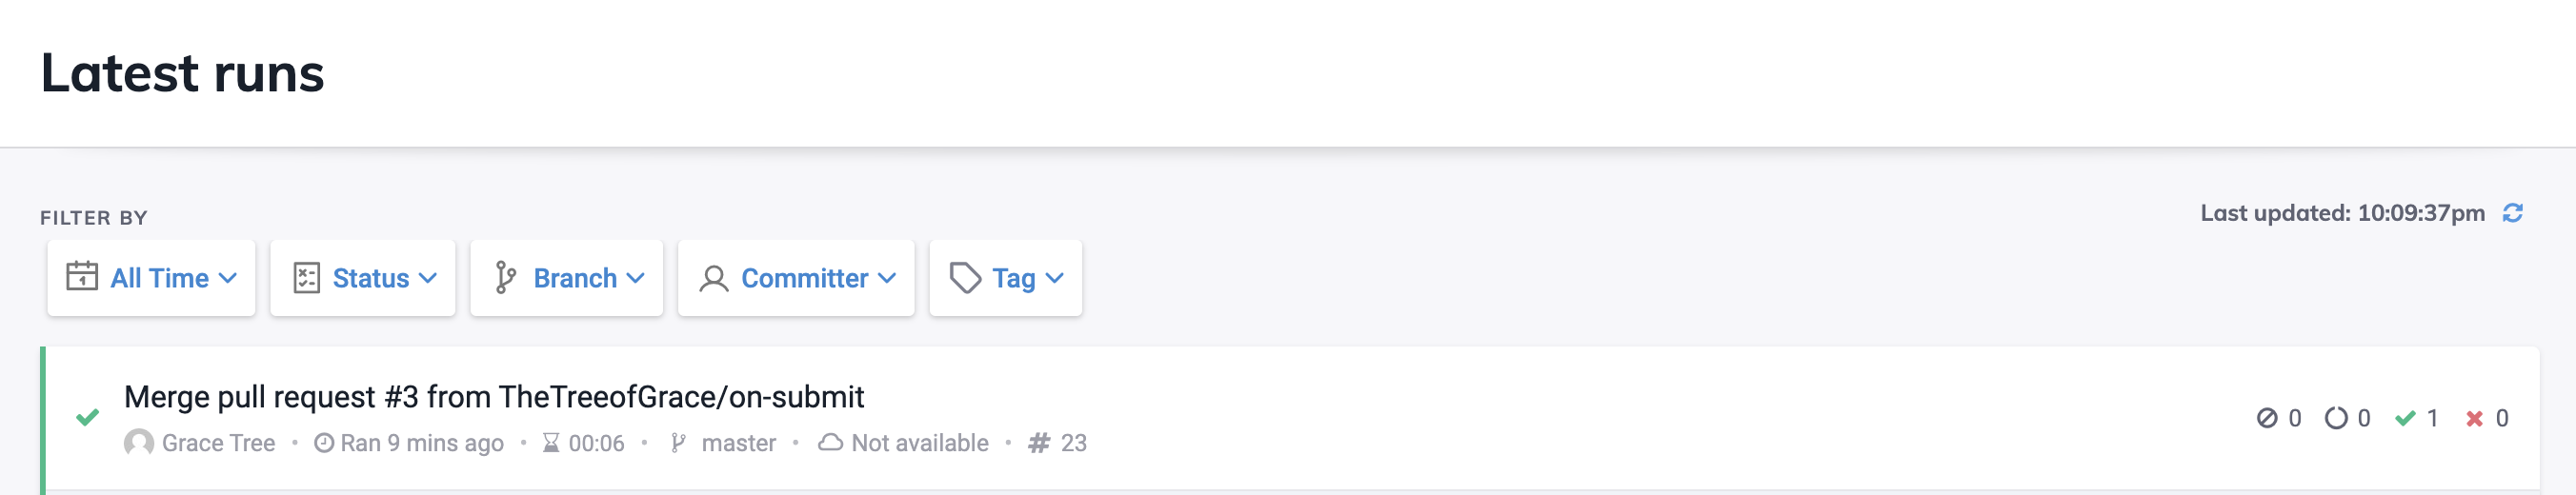 Latest runs
FILTER BY
Last updated: 10:09:37pm
1 All Time Status Branch Committer Tag
Merge pull request #3 from TheTreeofGrace/on-submit
Grace Tree • Ran 9 mins ago • 00:06 • master • Not available • # 23
0 0 1 0